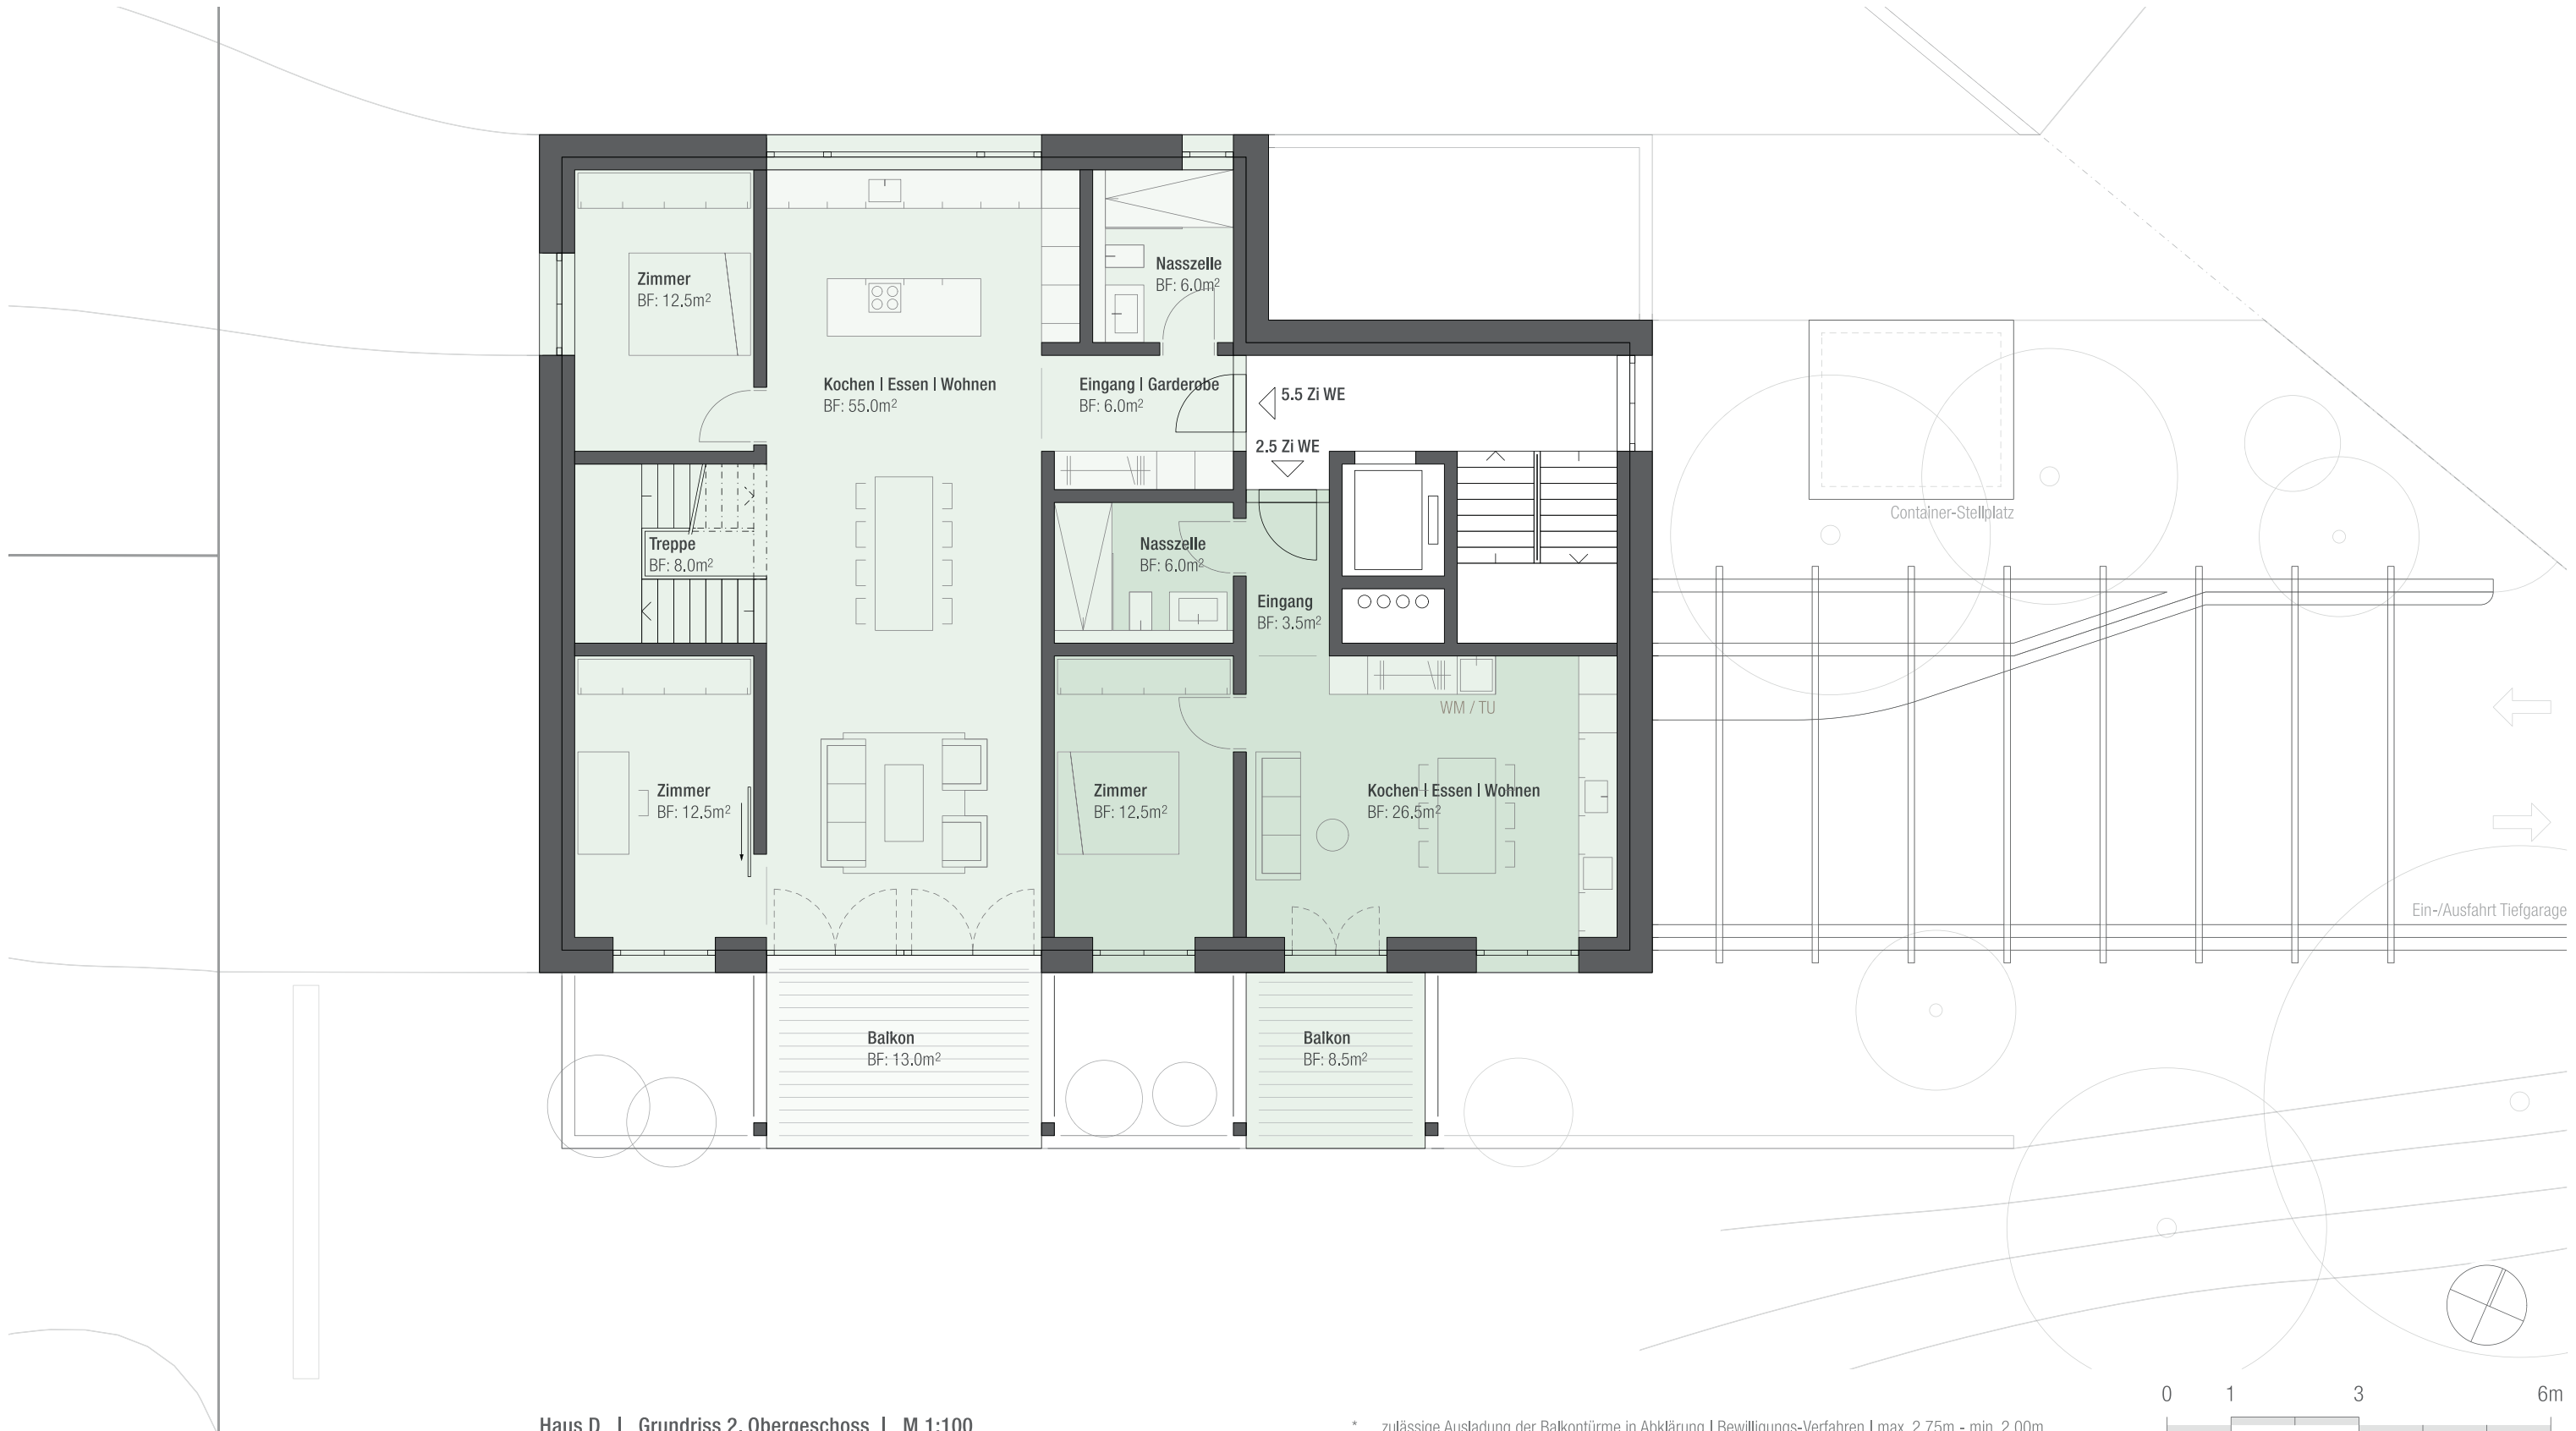 Zimmer
BF: 12.5m²
Kochen | Essen | Wohnen
BF: 55.0m²
Nasszelle
BF: 6.0m²
Eingang | Garderobe
BF: 6.0m²
5.5 Zi WE
2.5 Zi WE
Container-Stellplatz
Treppe
BF: 8.0m²
Nasszelle
BF: 6.0m²
Eingang
BF: 3.5m²
WM / TU
Zimmer
BF: 12.5m²
Zimmer
BF: 12.5m²
Kochen | Essen | Wohnen
BF: 26.5m²
Ein-/Ausfahrt Tiefgarage
Balkon
BF: 13.0m²
Balkon
BF: 8.5m²
0 1 3 6m
Haus D | Grundriss 2. Obergeschoss | M 1:100
* zulässige Ausladung der Balkontürme in Abklärung | Bewilligungs-Verfahren | max. 2.75m - min. 2.00m